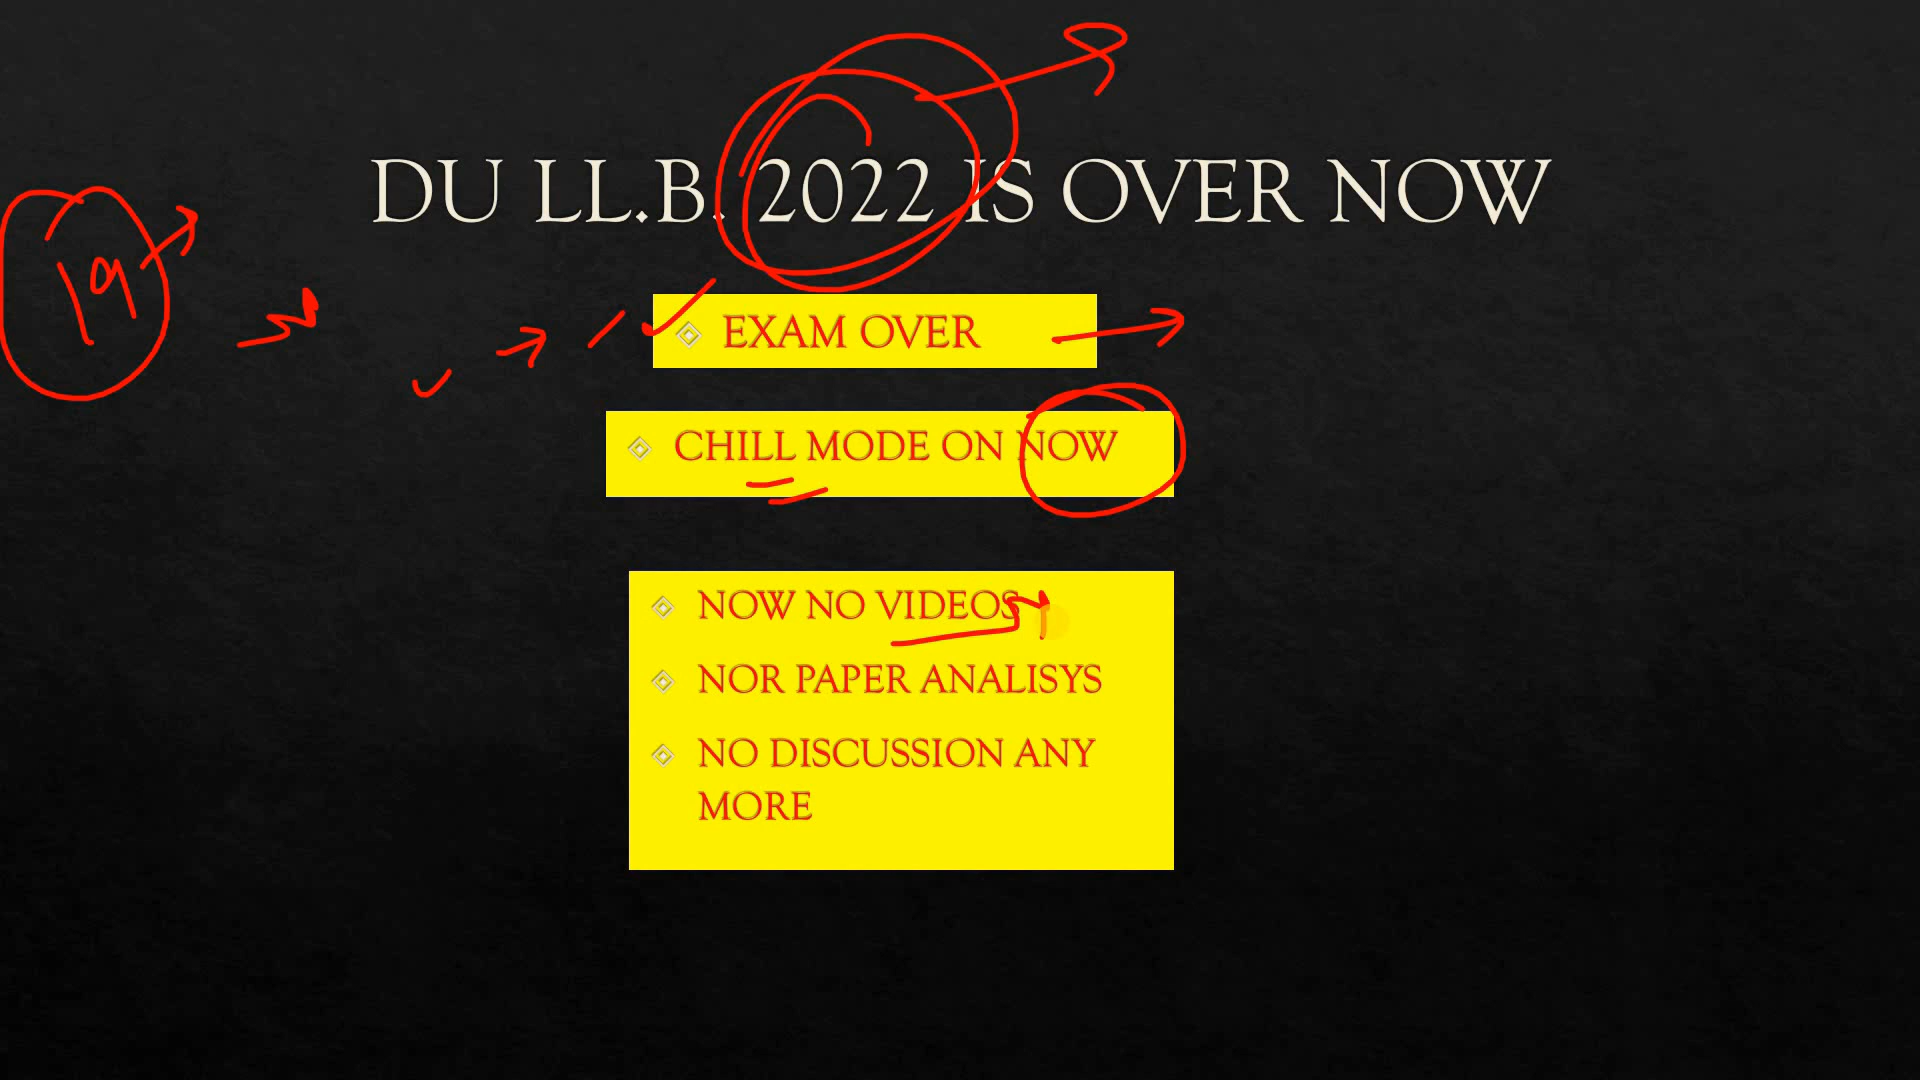 DU LL.B. 2022 IS OVER NOW
19
EXAM OVER
CHILL MODE ON NOW
NOW NO VIDEOS
NOR PAPER ANALISYS
NO DISCUSSION ANY
MORE